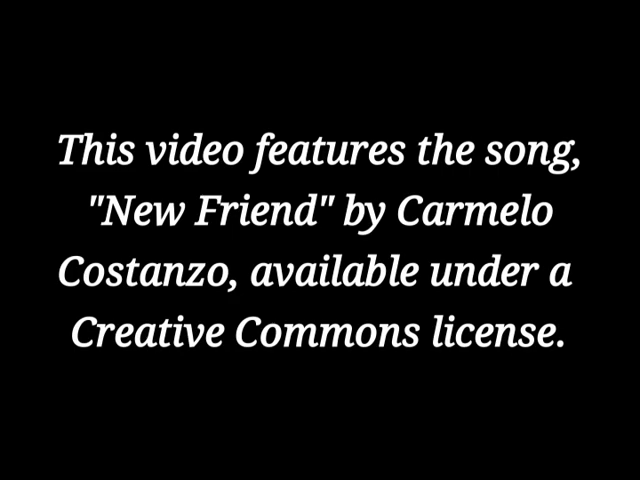 This video features the song,
"New Friend" by Carmelo
Costanzo, available under a
Creative Commons license.